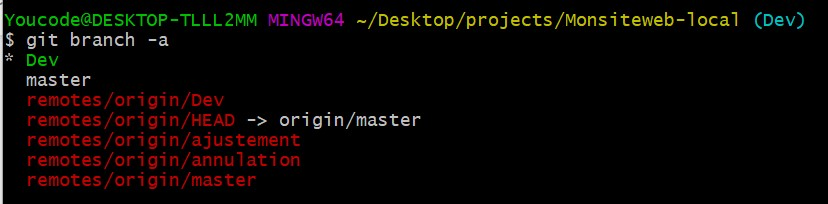 Youcode@DESKTOP-TLLL2MM MINGW64 ~/Desktop/projects/Monsiteweb-local (Dev)
$ git branch -a
* Dev
  master
  remotes/origin/Dev
  remotes/origin/HEAD -> origin/master
  remotes/origin/ajustement
  remotes/origin/annulation
  remotes/origin/master